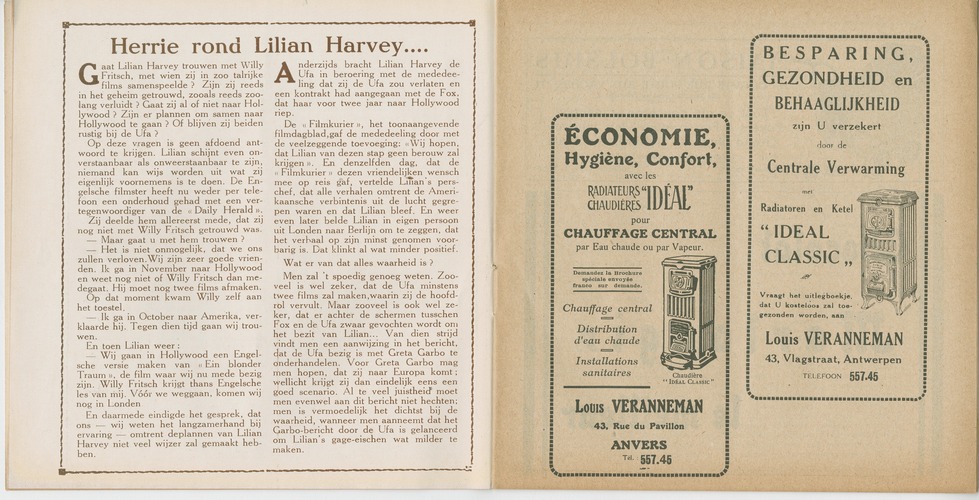 Herrie rond Lilian Harvey....
Gaat Lilian Harvey trouwen met Willy
Fritsch, met wien zij in zoo talrijke
films samenspeelde ? Zijn zij reeds
in het geheim getrouwd, zooals reeds zoo-
lang verluidt ? Gaat zij al of niet naar Hol-
lywood ? Zijn er plannen om samen naar
Hollywood te gaan ? Of blijven zij beiden
rustig bij de Ufa ?
Op deze vragen is geen afdoend ant-
woord te krijgen. Lilian schijnt even on-
verstaanbaar als onweerstaanbaar te zijn,
niemand kan wijs worden uit wat zij
eigenlijk voornemens is te doen. De En-
gelsche filmster heeft nu weder per tele-
foon een onderhoud gehad met een ver-
tegenwoordiger van de « Daily Herald ».
Zij deelde hem allereerst mede, dat zij
nog niet met Willy Fritsch getrouwd was.
— Maar gaat u met hem trouwen ?
— Het is niet onmogelijk, dat we ons
zullen verloven.Wij zijn zeer goede vrien-
den. Ik ga in November naar Hollywood
en weet nog niet of Willy Fritsch dan me-
degaat. Hij moet nog twee films afmaken.
Op dat moment kwam Willy zelf aan
het toestel.
— Ik ga in October naar Amerika, ver-
klaarde hij. Tegen dien tijd gaan wij trou-
wen.
En toen Lilian weer :
— Wij gaan in Hollywood een Engel-
sche versie maken van « Ein blonder
Traum », de film waar wij nu mede bezig
zijn. Willy Fritsch krijgt thans Engelsche
les van mij. Vóór we weggaan, komen wij
nog in Londen
En daarmede eindigde het gesprek, dat
ons — wij weten het langzamerhand bij
ervaring — omtrent deplannen van Lilian
Harvey niet veel wijzer zal gemaakt heb-
ben.
Anderzijds bracht Lilian Harvey de
Ufa in beroering met de mededee-
ling dat zij de Ufa zou verlaten en
een kontrakt had aangegaan met de Fox,
dat haar voor twee jaar naar Hollywood
riep.
De « Filmkurier », het toonaangevende
filmdagblad,gaf de mededeeling door met
de veelzeggende toevoeging: «Wij hopen,
dat Lilian van dezen stap geen berouw zal
krijgen ». En denzelfden dag, dat de
« Filmkurier » dezen vriendelijken wensch
mee op reis gaf, vertelde Lilian's pers-
chef, dat alle verhalen omtrent de Ameri-
kaansche verbintenis uit de lucht gegre-
pen waren en dat Lilian bleef. En weer
even later belde Lilian in eigen persoon
uit Londen naar Berlijn om te zeggen, dat
het verhaal op zijn minst genomen voor-
barig is. Dat klinkt al wat minder positief.
Wat er van dat alles waarheid is ?
Men zal 't spoedig genoeg weten. Zoo-
veel is wel zeker, dat de Ufa minstens
twee films zal maken,waarin zij de hoofd-
rol vervult. Maar zooveel is ook wel ze-
ker, dat er achter de schermen tusschen
Fox en de Ufa zwaar gevochten wordt om
het bezit van Lilian... Van dien strijd
vindt men een aanwijzing in het bericht,
dat de Ufa bezig is met Greta Garbo te
onderhandelen. Voor Greta Garbo mag
men hopen, dat zij naar Europa komt ;
wellicht krijgt zij dan eindelijk eens een
goed scenario. Al te veel juistheid moet
men evenwel aan dit bericht niet hechten;
men is vermoedelijk het dichtst bij de
waarheid, wanneer men aanneemt dat het
Garbo-bericht door de Ufa is gelanceerd
om Lilian's gage-eischen wat milder te
maken.
ÉCONOMIE,
Hygiène, Confort,
avec les
RADIATEURS
CHAUDIÈRES "IDÉAL"
pour
CHAUFFAGE CENTRAL
par Eau chaude ou par Vapeur.
Demandez la Brochure
spéciale envoyée
franco sur demande.
Chauffage central
Distribution
d'eau chaude
Installations
sanitaires
Chaudière
"IDÉAL CLASSIC"
Louis VERANNEMAN
43, Rue du Pavillon
ANVERS
Tél. 557.45
BESPARING,
GEZONDHEID en
BEHAAGLIJKHEID
zijn U verzekert
door de
Centrale Verwarming
met
Radiatoren en Ketel
"IDEAL
CLASSIC„
Vraagt het uitlegboekje,
dat U kosteloos zal toe-
gezonden worden, aan
Louis VERANNEMAN
43, Vlagstraat, Antwerpen
TELEFOON 557.45